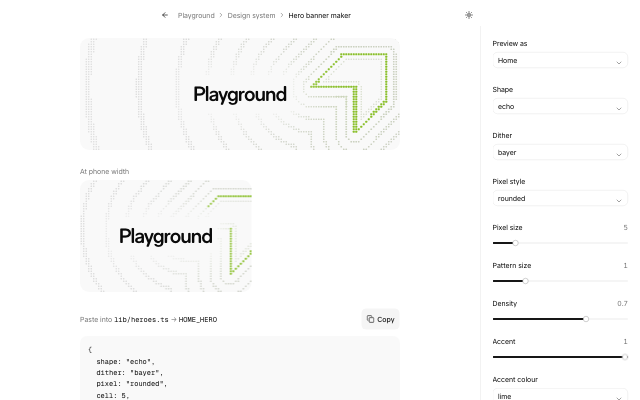 Playground > Design system > Hero banner maker
Playground
At phone width
Playground
Paste into lib/heroes.ts → HOME_HERO
Copy
{
shape: "echo",
dither: "bayer",
pixel: "rounded",
cell: 5,
Preview as
Home
Shape
echo
Dither
bayer
Pixel style
rounded
Pixel size 5
Pattern size 1
Density 0.7
Accent 1
Accent colour
lime